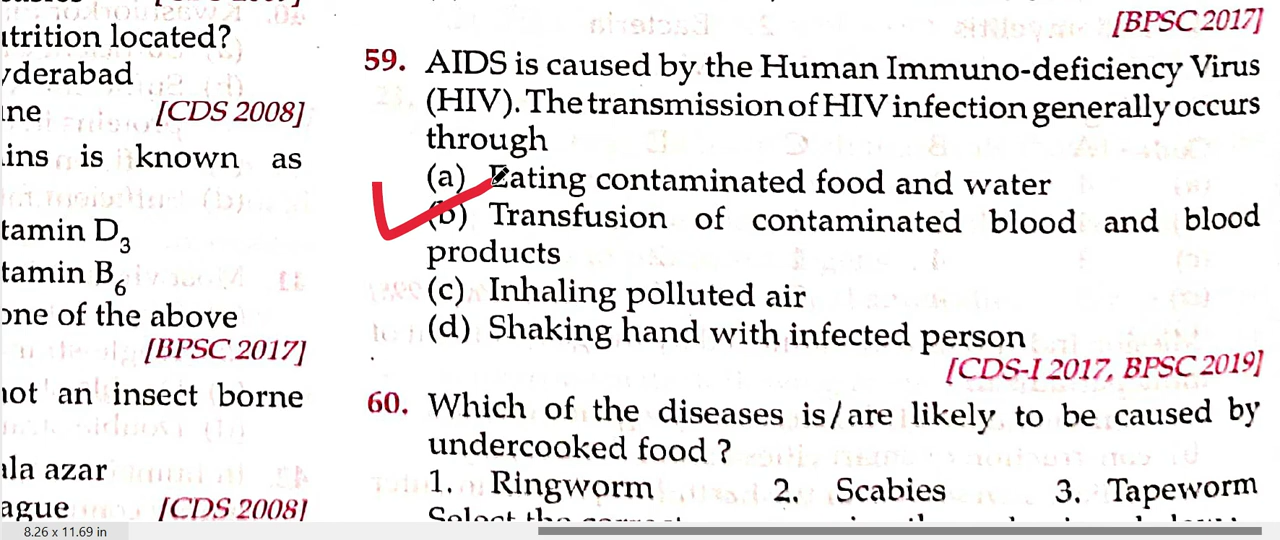 utrition located?
yderabad
ine [CDS 2008]
ins is known as
tamin D3
tamin B6
one of the above
[BPSC 2017]
not an insect borne
ala azar
ague [CDS 2008]
[BPSC 2017]
59. AIDS is caused by the Human Immuno-deficiency Virus
(HIV). The transmission of HIV infection generally occurs
through
(a) Eating contaminated food and water
(b) Transfusion of contaminated blood and blood
products
(c) Inhaling polluted air
(d) Shaking hand with infected person
[CDS-I 2017, BPSC 2019]
60. Which of the diseases is/are likely to be caused by
undercooked food ?
1. Ringworm 2. Scabies 3. Tapeworm
8.26 x 11.69 in